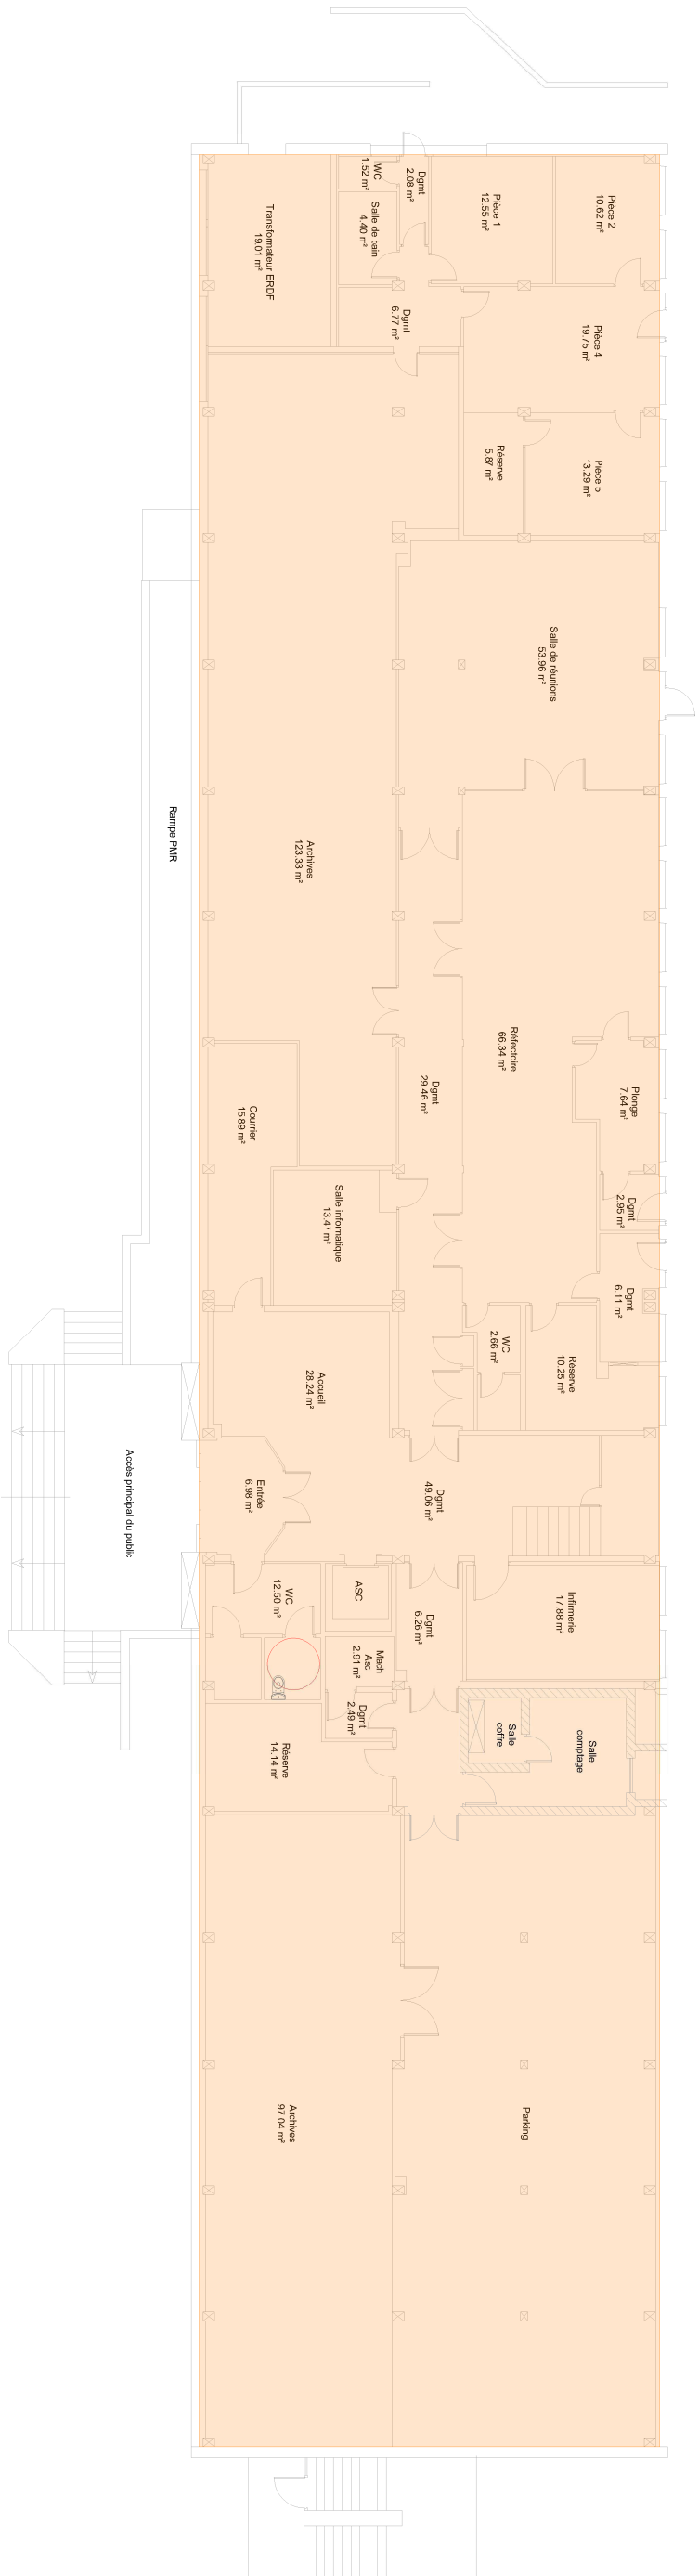 Pièce 2
10.62 m²
Pièce 1
12.55 m²
Dgmt
2.08 m²
WC
1.52 m²
Salle de bain
4.40 m²
Transformateur ERDF
19.01 m²
Dgmt
6.77 m²
Pièce 4
19.75 m²
Pièce 5
3.29 m²
Réserve
5.87 m²
Salle de réunions
53.96 m²
Archives
123.33 m²
Rampe PMR
Réfectoire
66.34 m²
Plonge
7.64 m²
Dgmt
29.46 m²
Courrier
15.89 m²
Salle informatique
Dgmt
2.95 m²
Dgmt
6.11 m²
WC
2.66 m²
Réserve
10.25 m²
Accueil
28.24 m²
Entrée
6.98 m²
Accès principal du public
Dgmt
49.06 m²
Infirmerie
17.88 m²
Dgmt
6.26 m²
ASC
WC
12.50 m²
Mach
Asc
2.91 m²
Dgmt
2.49 m²
Réserve
14.14 m²
Salle
coffre
Salle
comptage
Parking
Archives
97.04 m²